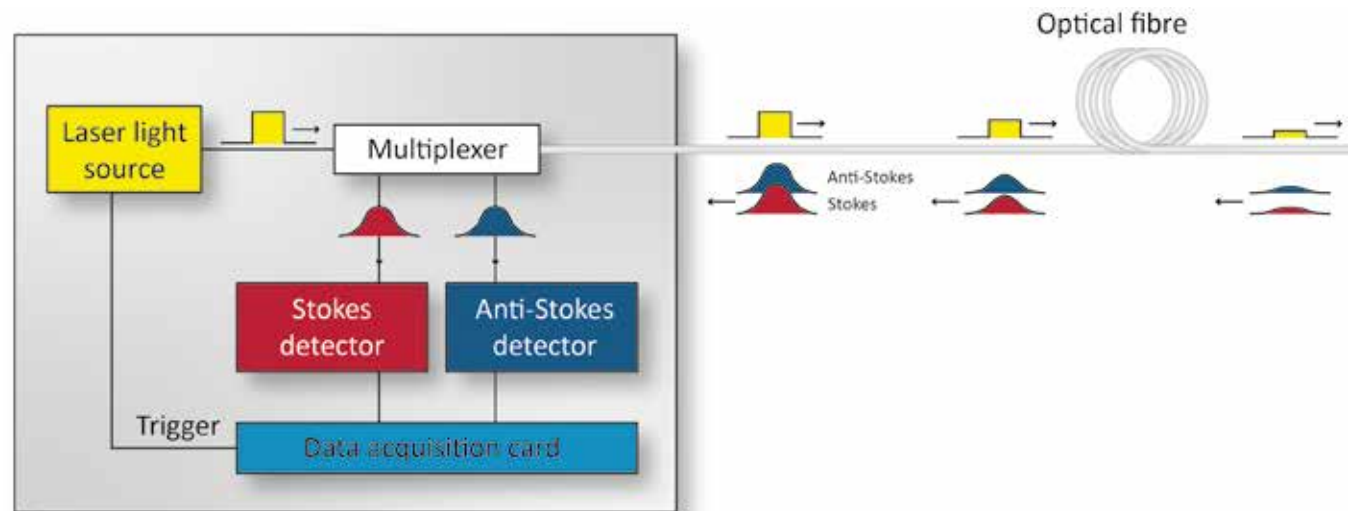 Optical fibre
Laser light
source
Multiplexer
Anti-Stokes
Stokes
Stokes
detector
Anti-Stokes
detector
Trigger
Data acquisition card